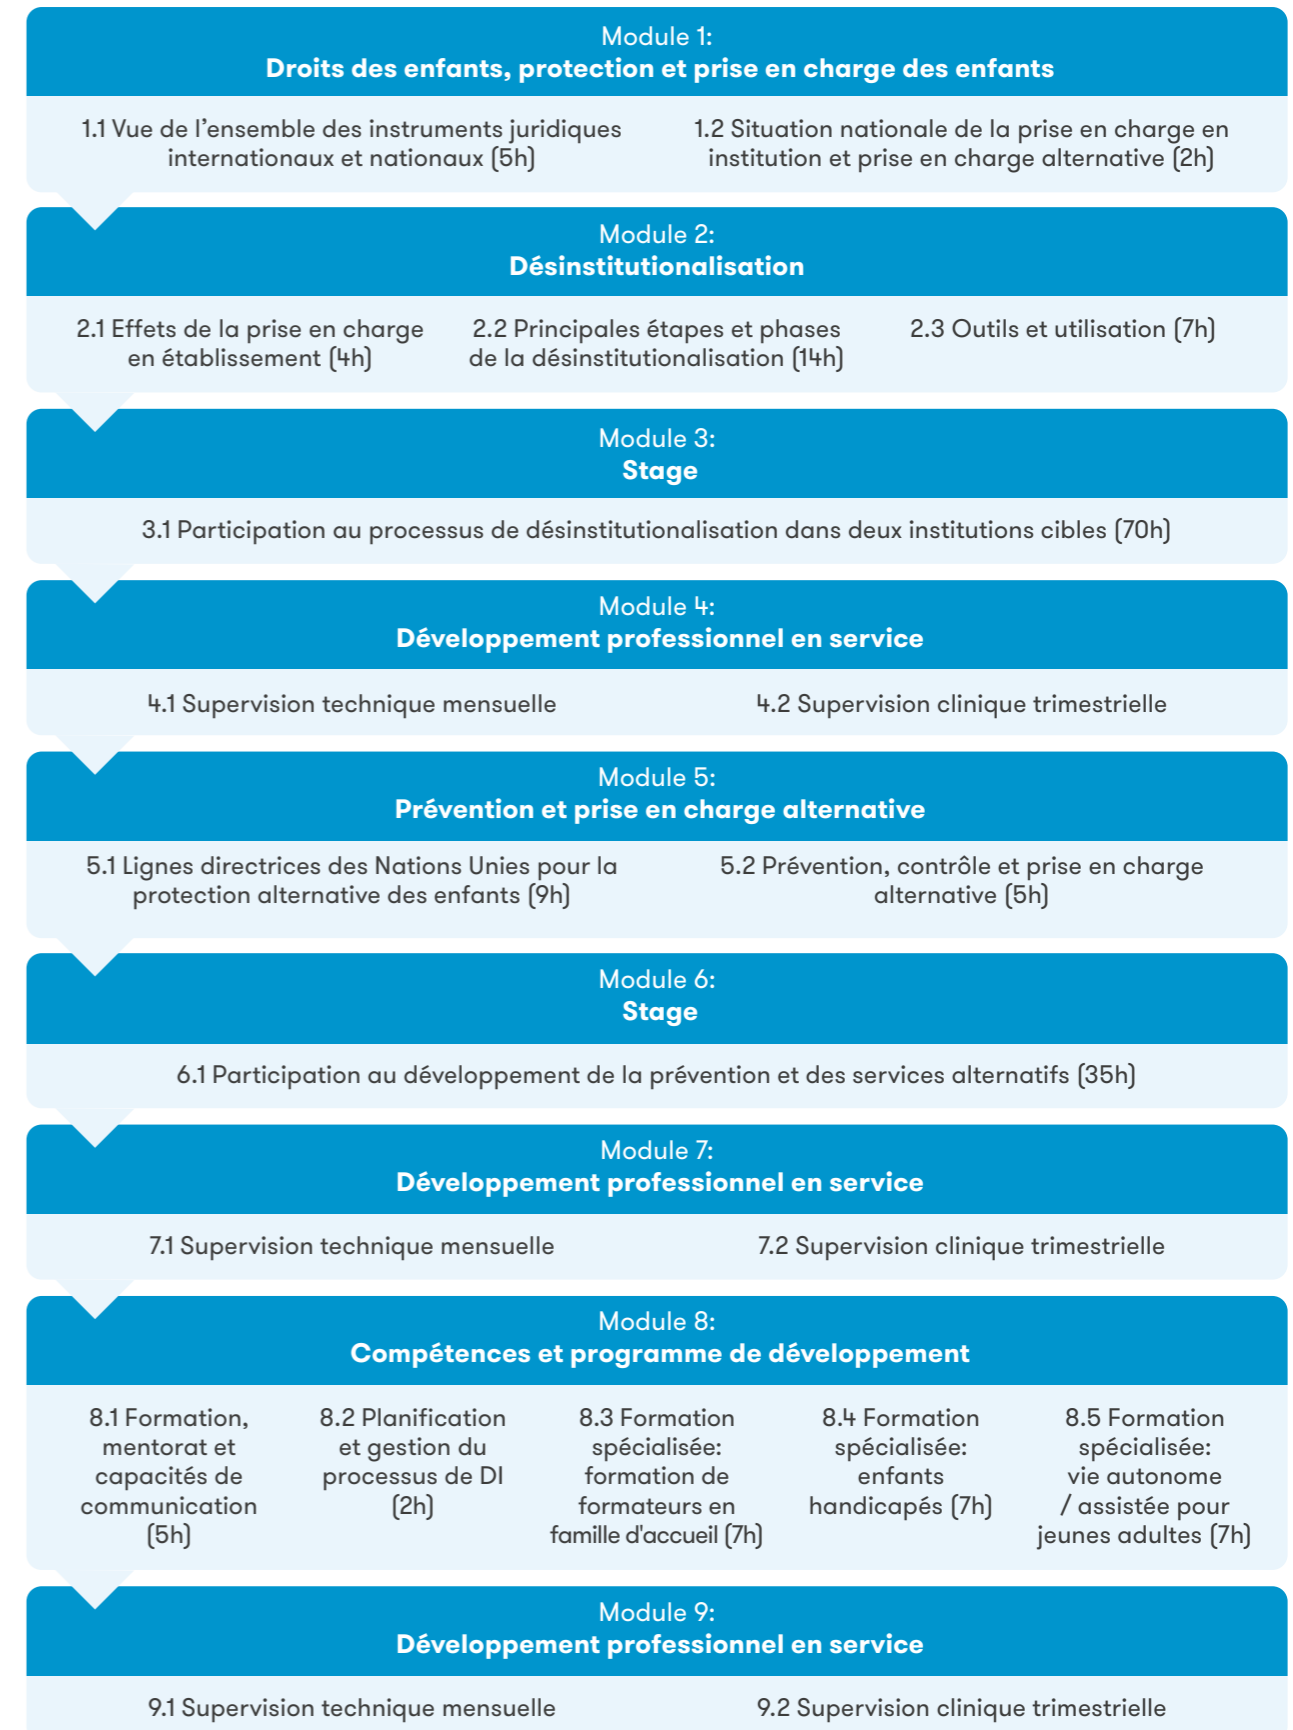 Module 1:
Droits des enfants, protection et prise en charge des enfants
1.1 Vue de l'ensemble des instruments juridiques
internationaux et nationaux (5h)
1.2 Situation nationale de la prise en charge en
institution et prise en charge alternative (2h)
Module 2:
Désinstitutionalisation
2.1 Effets de la prise en charge
en établissement (4h)
2.2 Principales étapes et phases
de la désinstitutionalisation (14h)
2.3 Outils et utilisation (7h)
Module 3:
Stage
3.1 Participation au processus de désinstitutionalisation dans deux institutions cibles (70h)
Module 4:
Développement professionnel en service
4.1 Supervision technique mensuelle
4.2 Supervision clinique trimestrielle
Module 5:
Prévention et prise en charge alternative
5.1 Lignes directrices des Nations Unies pour la
protection alternative des enfants (9h)
5.2 Prévention, contrôle et prise en charge
alternative (5h)
Module 6:
Stage
6.1 Participation au développement de la prévention et des services alternatifs (35h)
Module 7:
Développement professionnel en service
7.1 Supervision technique mensuelle
7.2 Supervision clinique trimestrielle
Module 8:
Compétences et programme de développement
8.1 Formation,
mentorat et
capacités de
communication
(5h)
8.2 Planification
et gestion du
processus de DI
(2h)
8.3 Formation
spécialisée:
formation de
formateurs en
famille d'accueil (7h)
8.4 Formation
spécialisée:
enfants
handicapés (7h)
8.5 Formation
spécialisée:
vie autonome
/ assistée pour
jeunes adultes (7h)
Module 9:
Développement professionnel en service
9.1 Supervision technique mensuelle
9.2 Supervision clinique trimestrielle